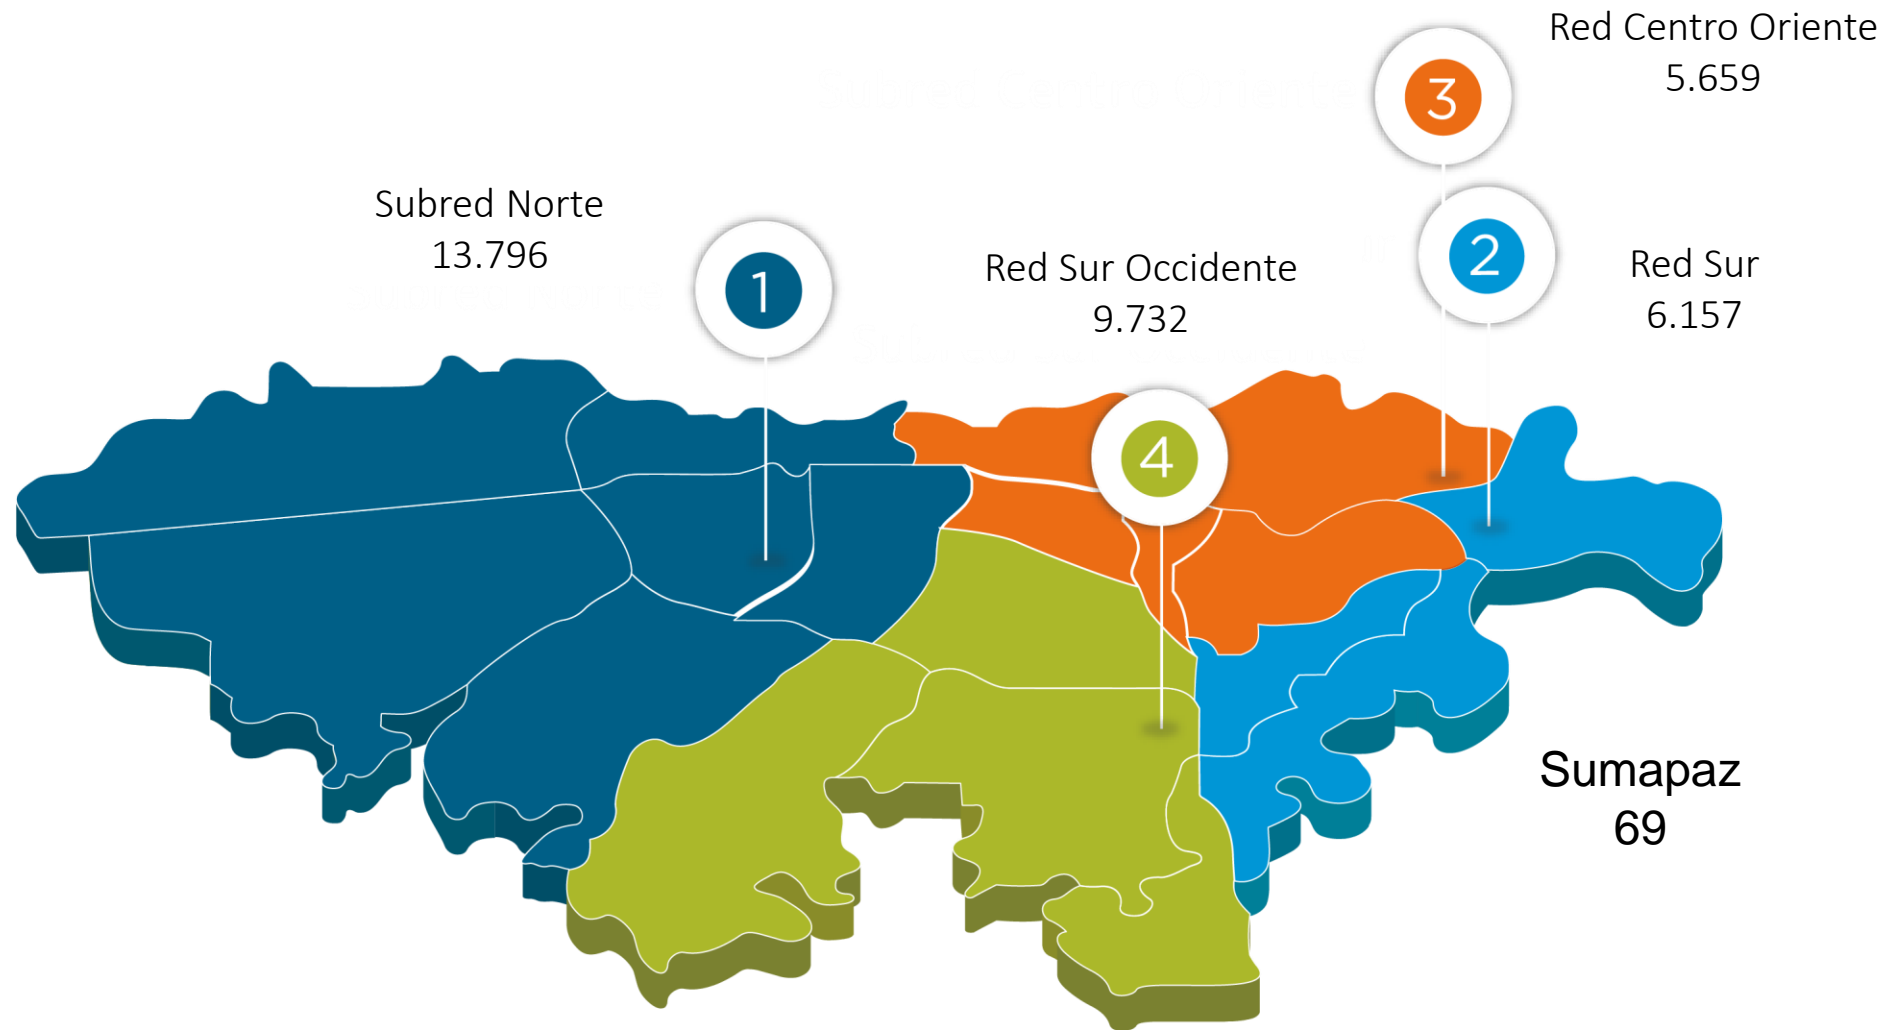 Red Centro Oriente
5.659
3
Subred Norte
13.796
1
Red Sur Occidente
9.732
2
Red Sur
6.157
4
Sumapaz
69